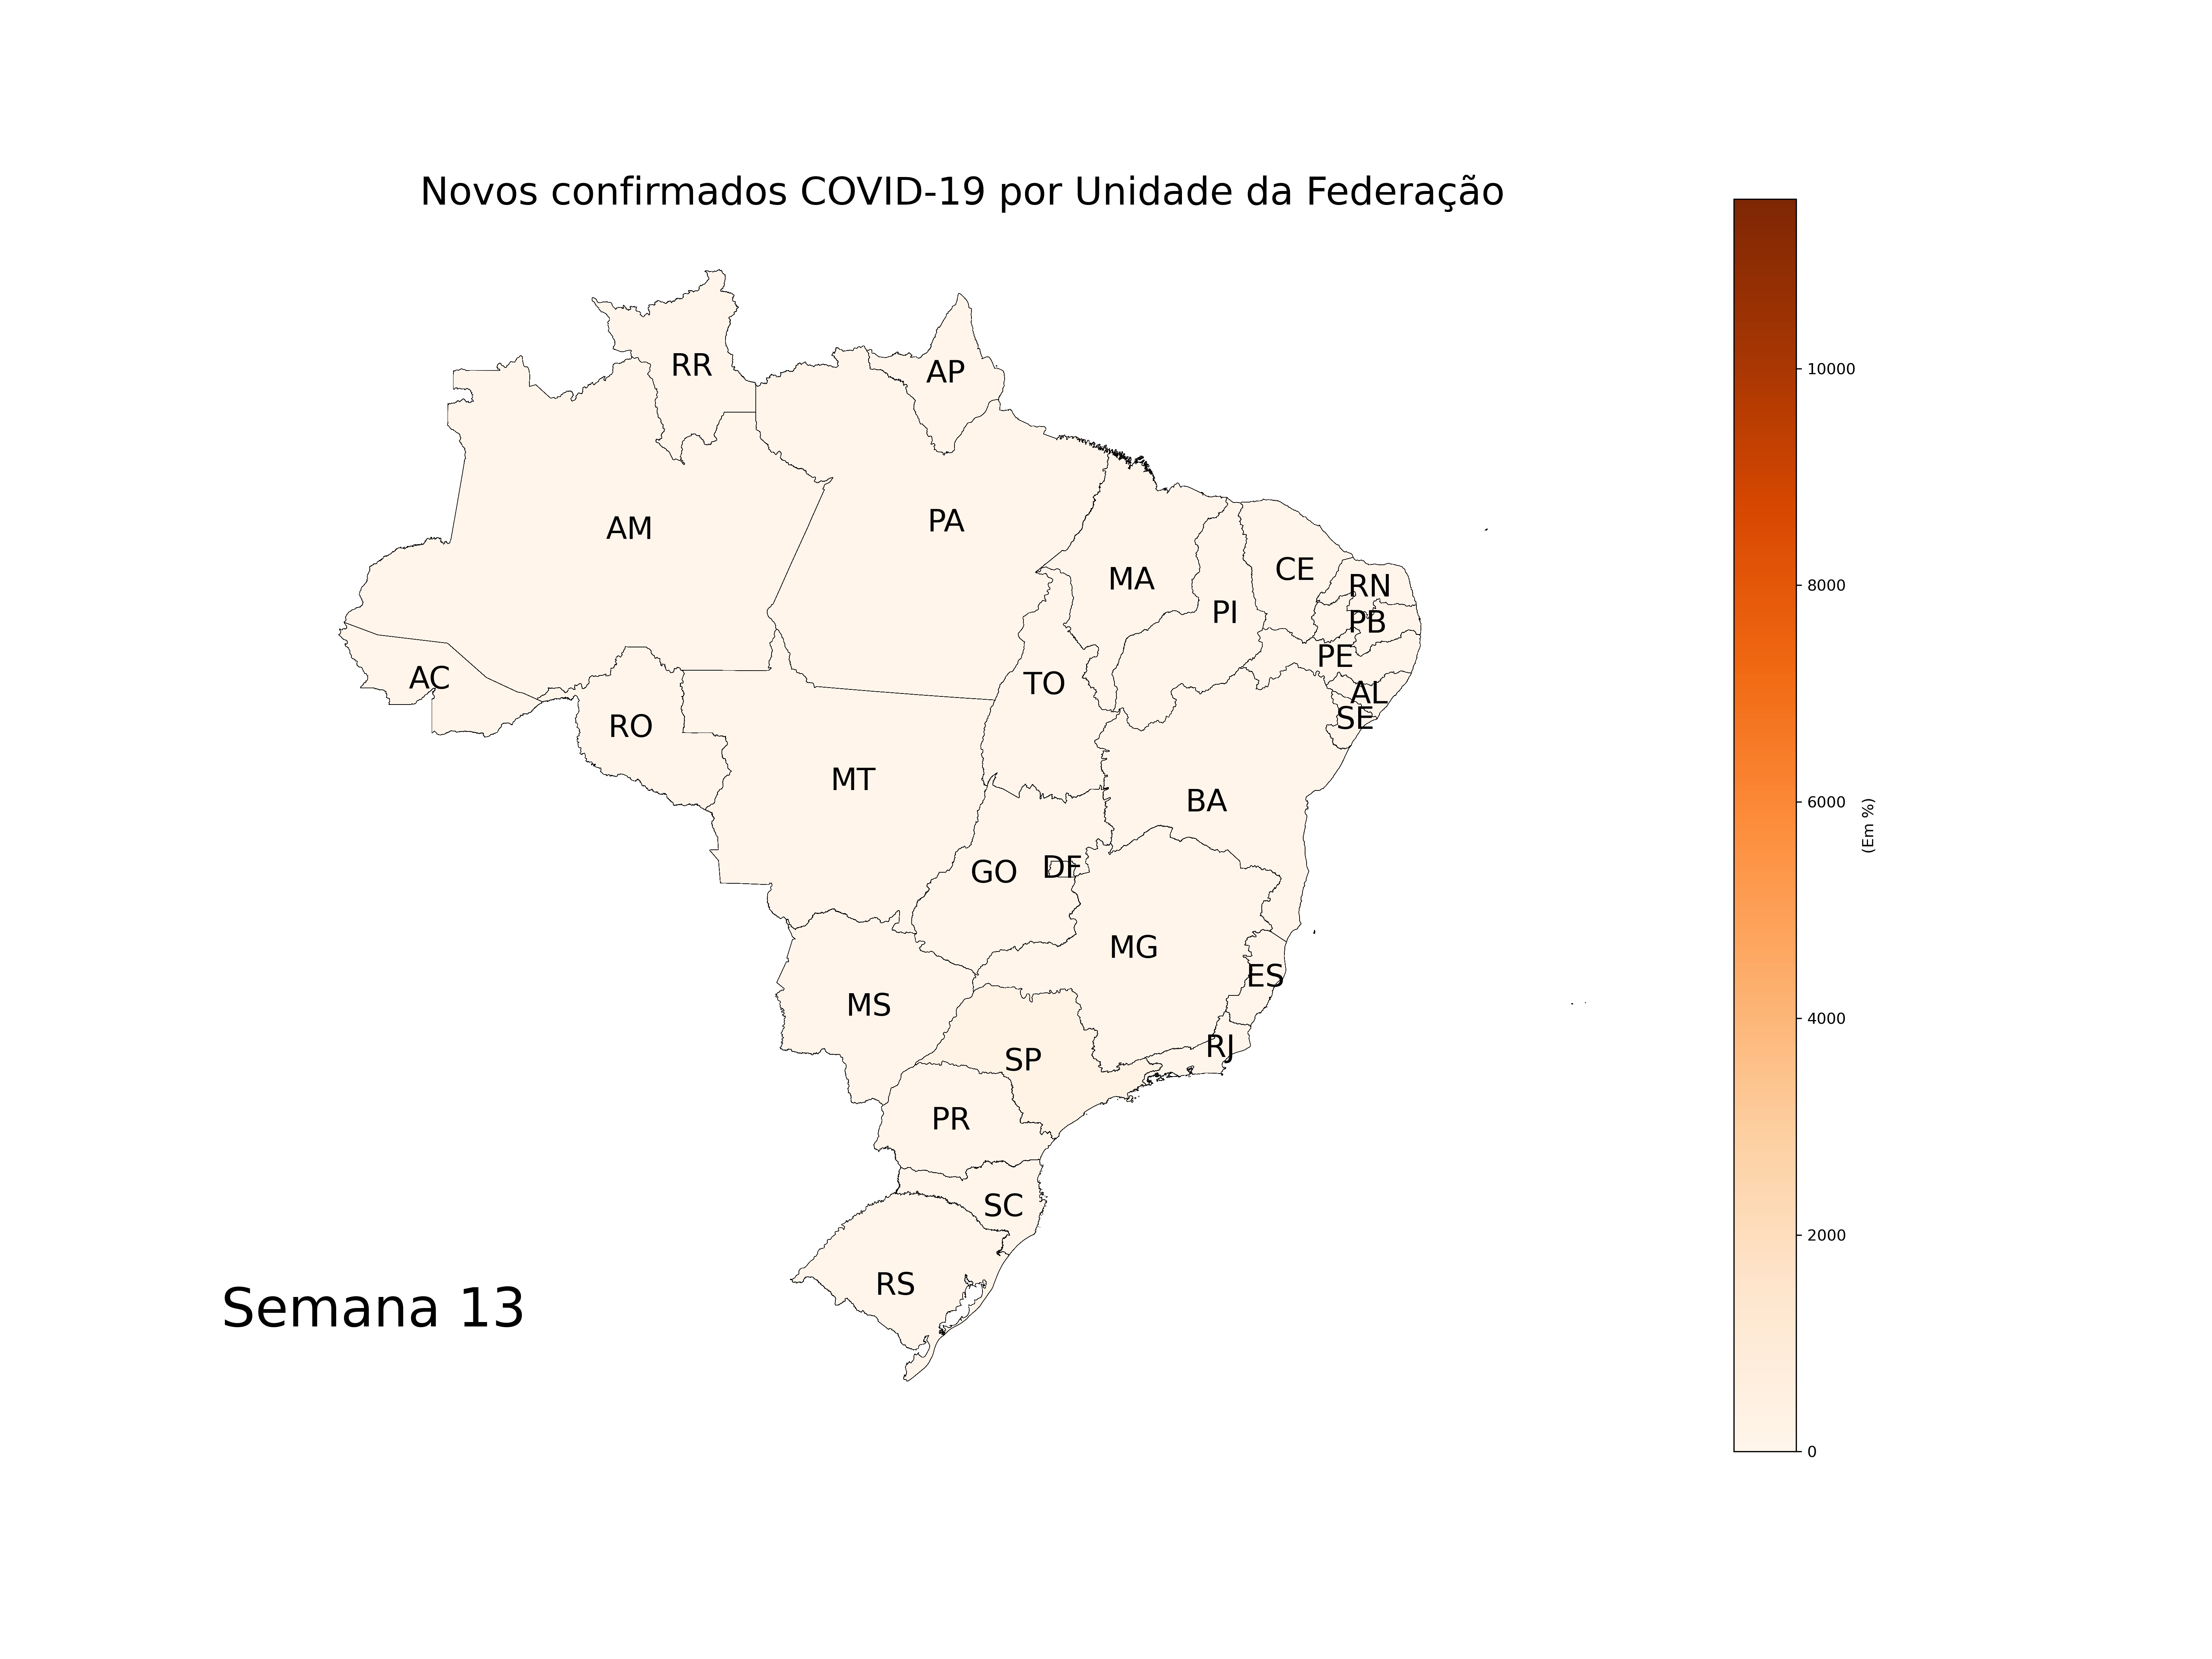 Novos confirmados COVID-19 por Unidade da Federação
RR
AP
AM
PA
MA
CE
RN
PI
PB
PE
AC
TO
AL
SE
RO
MT
BA
GO
DF
MG
ES
MS
RJ
SP
PR
SC
RS
Semana 13
10000
8000
6000
4000
2000
0
(Em %)